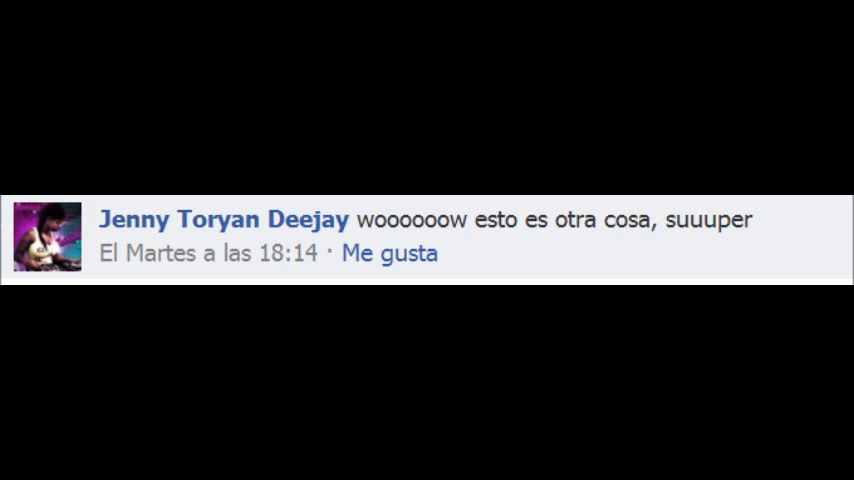 Jenny Toryan Deejay woooooow esto es otra cosa, suuuper
El Martes a las 18:14 · Me gusta